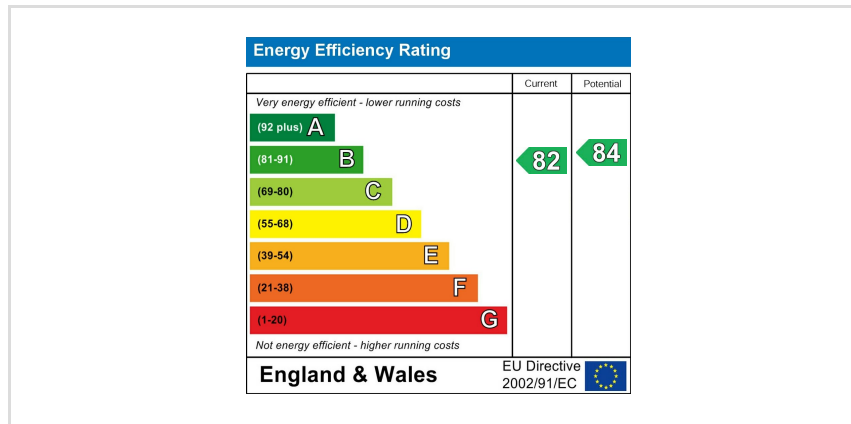 Energy Efficiency Rating
Current Potential
Very energy efficient - lower running costs
(92 plus) A
(81-91) B
82 84
(69-80) C
(55-68) D
(39-54) E
(21-38) F
(1-20) G
Not energy efficient - higher running costs
England & Wales
EU Directive
2002/91/EC